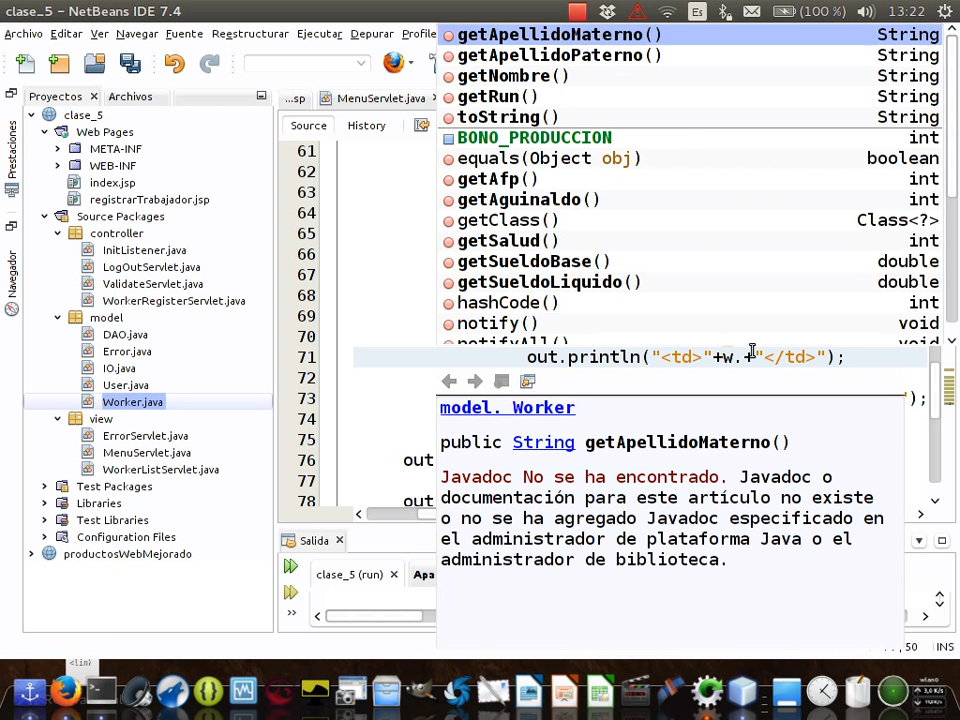 clase_5 - NetBeans IDE 7.4
Es
(100 %)
13:22
Archivo Editar Ver Navegar Fuente Reestructurar Ejecutar Depurar Profile
Proyectos
Archivos
...sp
MenuServlet.java
Source
History
Prestaciones
Navegador
clase_5
Web Pages
META-INF
WEB-INF
index.jsp
registrarTrabajador.jsp
Source Packages
controller
InitListener.java
LogOutServlet.java
ValidateServlet.java
WorkerRegisterServlet.java
model
DAO.java
Error.java
IO.java
User.java
Worker.java
view
ErrorServlet.java
MenuServlet.java
WorkerListServlet.java
Test Packages
Libraries
Test Libraries
Configuration Files
productosWebMejorado
61
62
63
64
65
66
67
68
69
70
71
72
73
74
75
76
77
78
getApellidoMaterno() String
getApellidoPaterno() String
getNombre() String
getRun() String
toString() String
BONO_PRODUCCION int
equals(Object obj) boolean
getAfp() int
getAguinaldo() int
getClass() Class<?>
getSalud() int
getSueldoBase() double
getSueldoLiquido() double
hashCode() int
notify() void
notifyAll() void
out.println("<td>"+w.+"</td>");
");
out
out
model. Worker
public String getApellidoMaterno()
Javadoc No se ha encontrado. Javadoc o
documentación para este artículo no existe
o no se ha agregado Javadoc especificado en
el administrador de plataforma Java o el
administrador de biblioteca.
Salida
clase_5 (run)
Apa
50
INS
wlan0